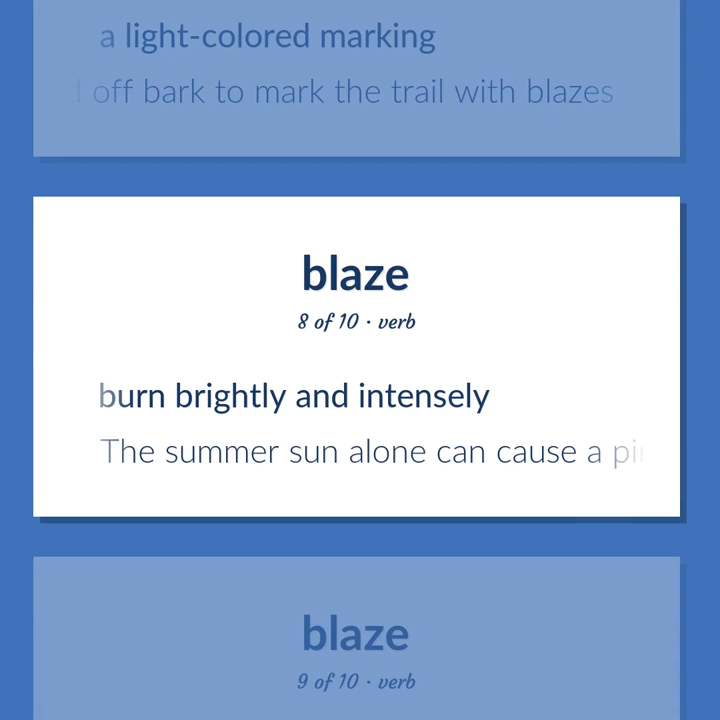 a light-colored marking
off bark to mark the trail with blazes
blaze
8 of 10 · verb
burn brightly and intensely
The summer sun alone can cause a
blaze
9 of 10 · verb